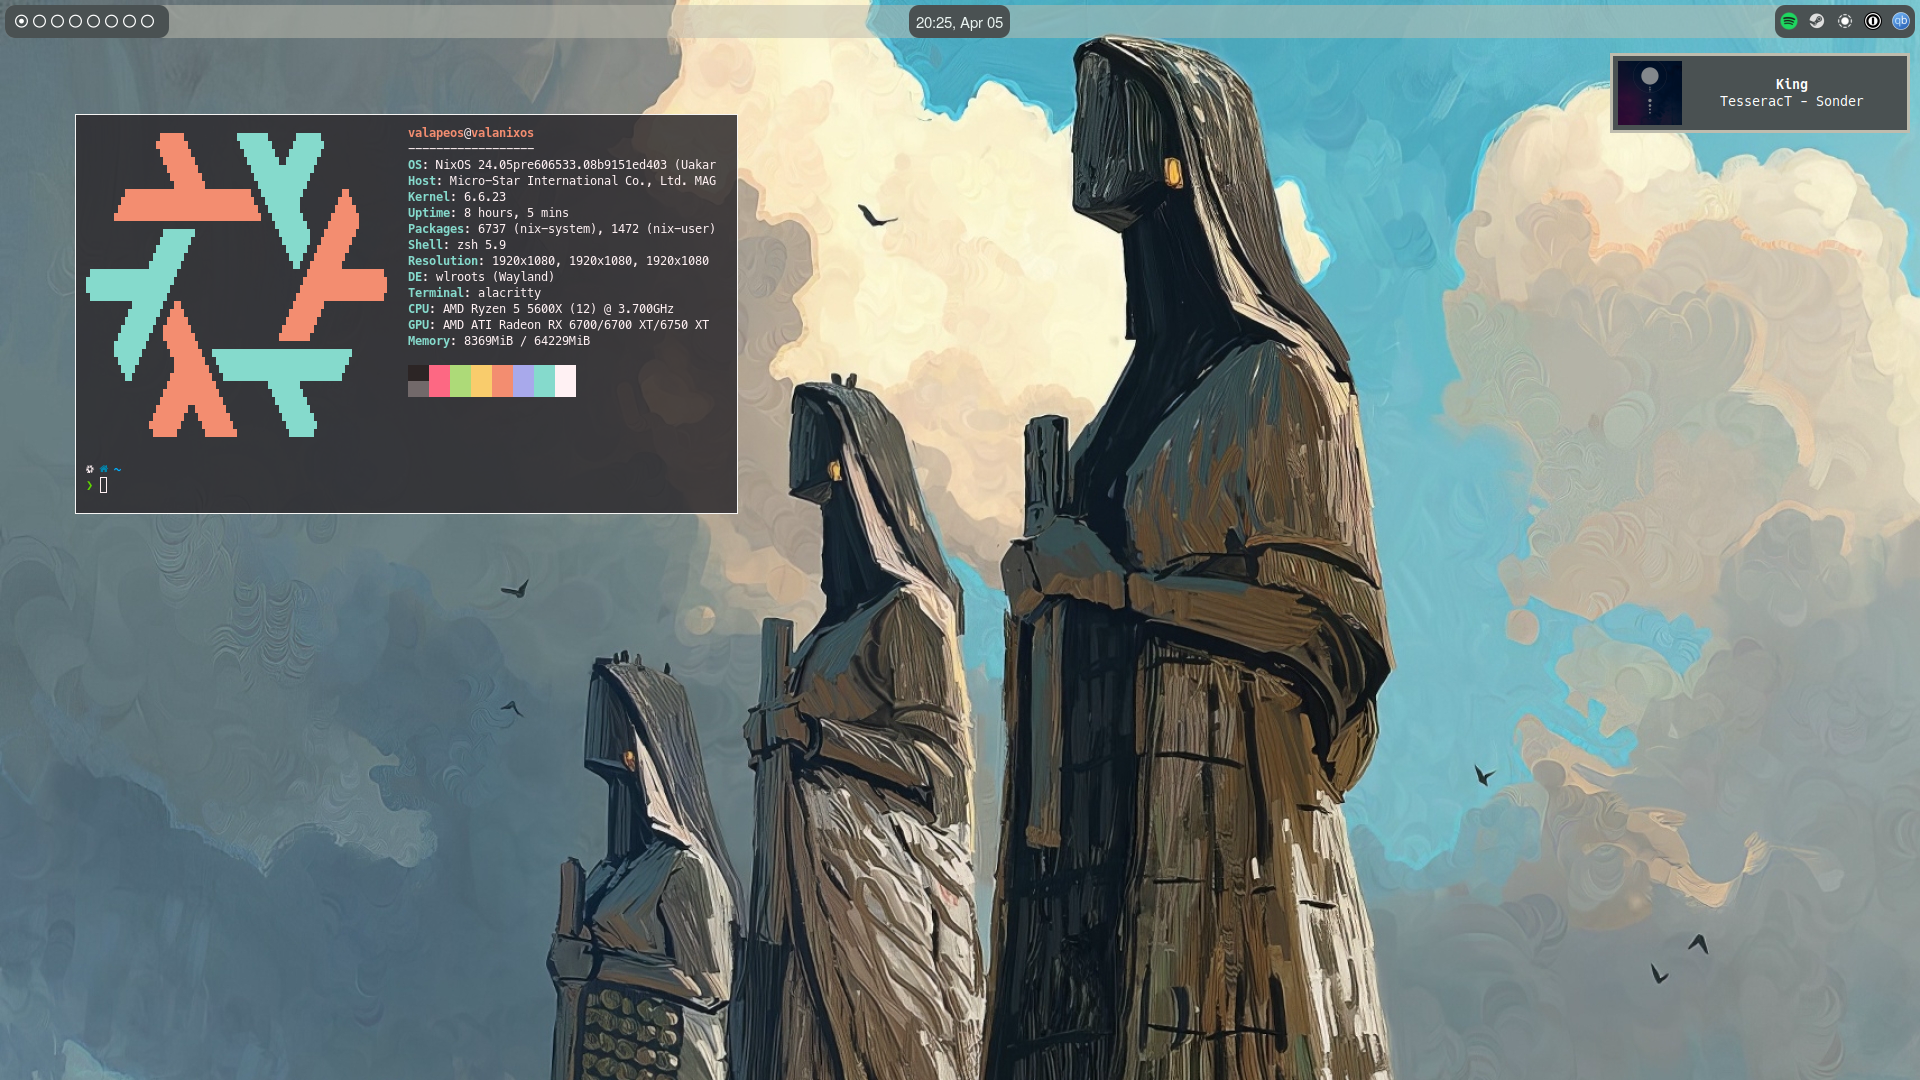 20:25, Apr 05
King
TesseracT - Sonder
valapeos@valanixos
------------------
OS: NixOS 24.05pre606533.08b9151ed403 (Uakar
Host: Micro-Star International Co., Ltd. MAG
Kernel: 6.6.23
Uptime: 8 hours, 5 mins
Packages: 6737 (nix-system), 1472 (nix-user)
Shell: zsh 5.9
Resolution: 1920x1080, 1920x1080, 1920x1080
DE: wlroots (Wayland)
Terminal: alacritty
CPU: AMD Ryzen 5 5600X (12) @ 3.700GHz
GPU: AMD ATI Radeon RX 6700/6700 XT/6750 XT
Memory: 8369MiB / 64229MiB
~
❯